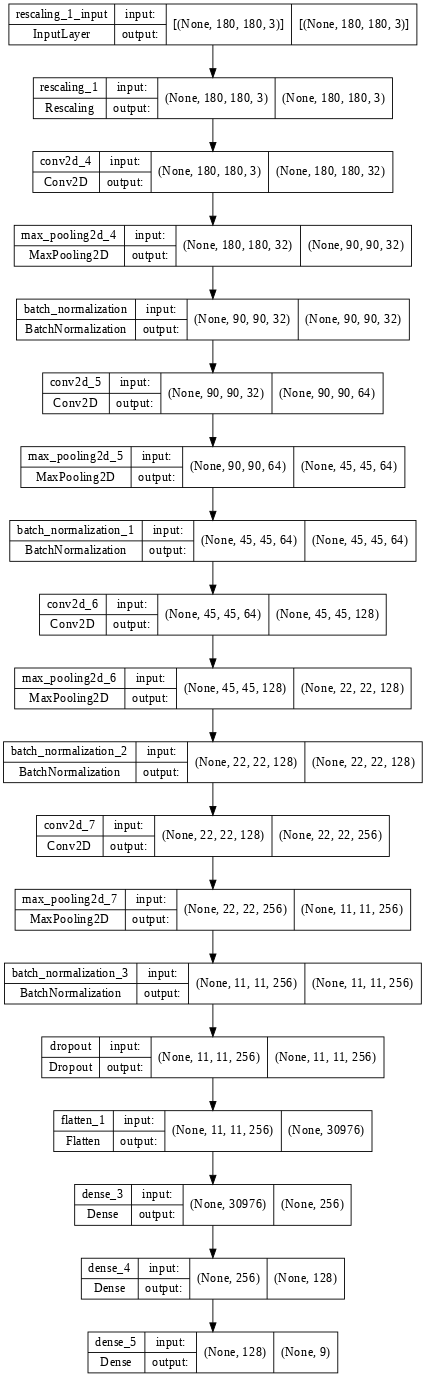 rescaling_1_input input: [(None, 180, 180, 3)] [(None, 180, 180, 3)]
InputLayer output:
rescaling_1 input: (None, 180, 180, 3) (None, 180, 180, 3)
Rescaling output:
conv2d_4 input: (None, 180, 180, 3) (None, 180, 180, 32)
Conv2D output:
max_pooling2d_4 input: (None, 180, 180, 32) (None, 90, 90, 32)
MaxPooling2D output:
batch_normalization input: (None, 90, 90, 32) (None, 90, 90, 32)
BatchNormalization output:
conv2d_5 input: (None, 90, 90, 32) (None, 90, 90, 64)
Conv2D output:
max_pooling2d_5 input: (None, 90, 90, 64) (None, 45, 45, 64)
MaxPooling2D output:
batch_normalization_1 input: (None, 45, 45, 64) (None, 45, 45, 64)
BatchNormalization output:
conv2d_6 input: (None, 45, 45, 64) (None, 45, 45, 128)
Conv2D output:
max_pooling2d_6 input: (None, 45, 45, 128) (None, 22, 22, 128)
MaxPooling2D output:
batch_normalization_2 input: (None, 22, 22, 128) (None, 22, 22, 128)
BatchNormalization output:
conv2d_7 input: (None, 22, 22, 128) (None, 22, 22, 256)
Conv2D output:
max_pooling2d_7 input: (None, 22, 22, 256) (None, 11, 11, 256)
MaxPooling2D output:
batch_normalization_3 input: (None, 11, 11, 256) (None, 11, 11, 256)
BatchNormalization output:
dropout input: (None, 11, 11, 256) (None, 11, 11, 256)
Dropout output:
flatten_1 input: (None, 11, 11, 256) (None, 30976)
Flatten output:
dense_3 input: (None, 30976) (None, 256)
Dense output:
dense_4 input: (None, 256) (None, 128)
Dense output:
dense_5 input: (None, 128) (None, 9)
Dense output: